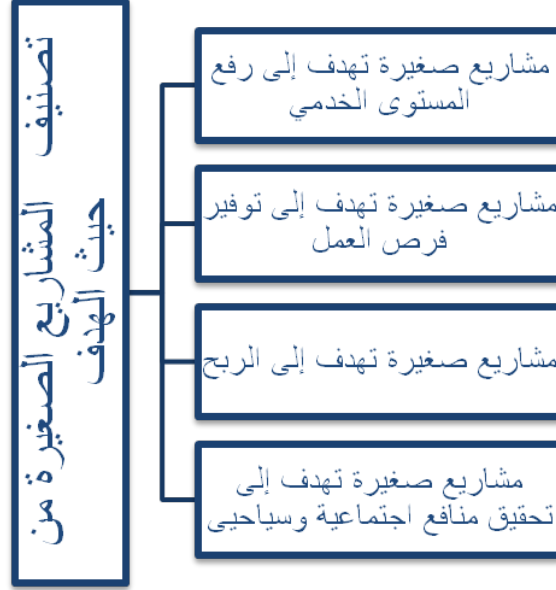 تصنيف المشاريع الصغيرة من
حيث الهدف
مشاريع صغيرة تهدف إلى رفع
المستوى الخدمي
مشاريع صغيرة تهدف إلى توفير
فرص العمل
مشاريع صغيرة تهدف إلى الربح
مشاريع صغيرة تهدف إلى
تحقيق منافع اجتماعية وسياحيى